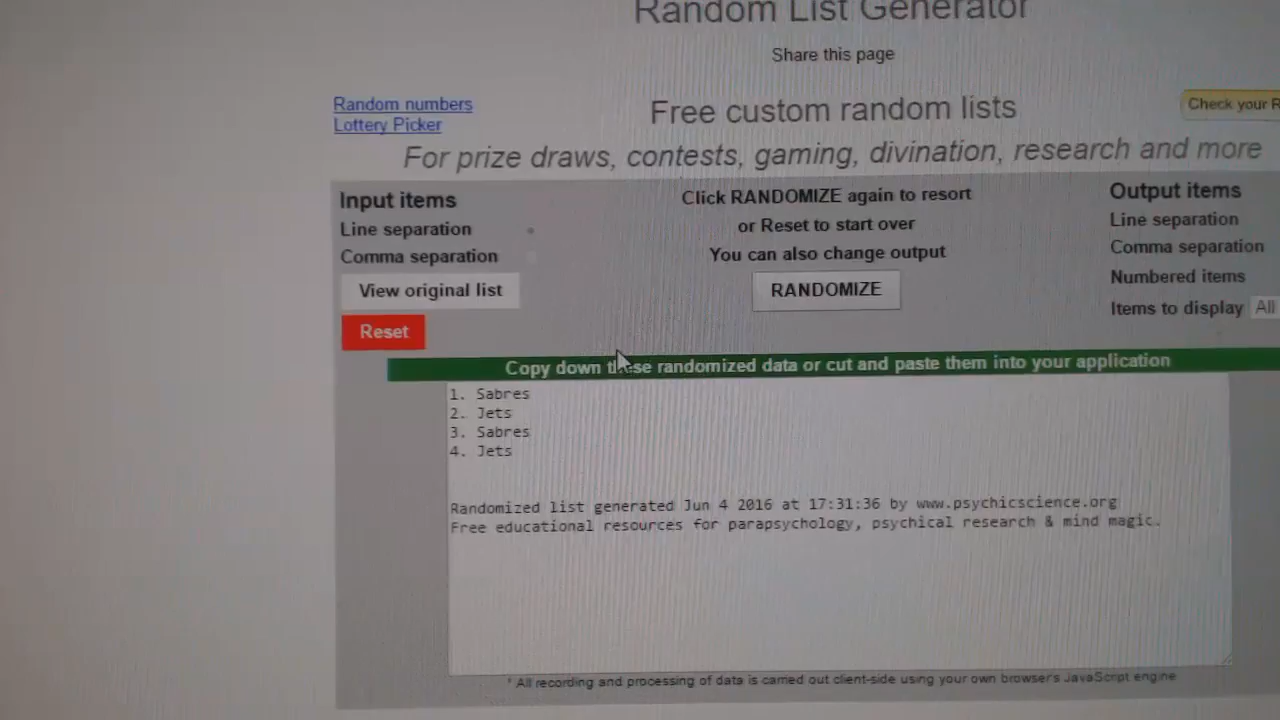 Random List Generator
Share this page
Random numbers
Lottery Picker
Free custom random lists
Check your R
For prize draws, contests, gaming, divination, research and more
Input items
Line separation
Comma separation
View original list
Reset
Click RANDOMIZE again to resort
or Reset to start over
You can also change output
RANDOMIZE
Output items
Line separation
Comma separation
Numbered items
Items to display All
Copy down these randomized data or cut and paste them into your application
1. Sabres
2. Jets
3. Sabres
4. Jets
Randomized list generated Jun 4 2016 at 17:31:36 by www.psychicscience.org
Free educational resources for parapsychology, psychical research & mind magic.
* All recording and processing of data is carried out client-side using your own browser's JavaScript engine